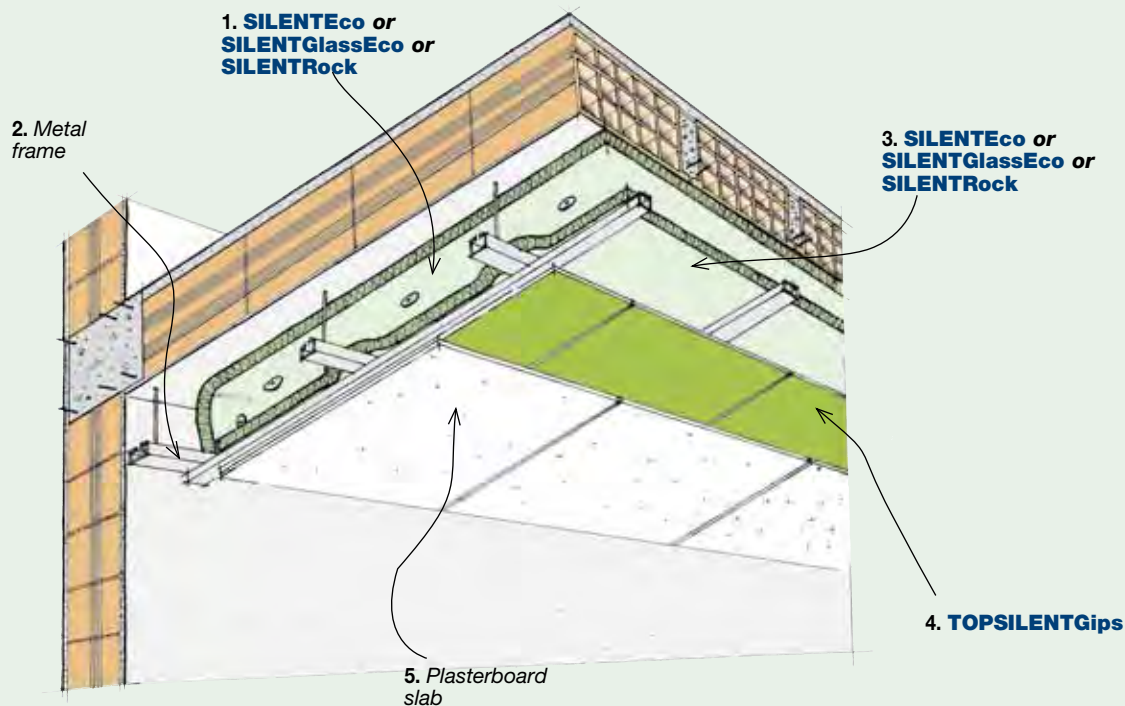 1. SILENTEco or
SILENTGlassEco or
SILENTRock
2. Metal
frame
3. SILENTEco or
SILENTGlassEco or
SILENTRock
4. TOPSILENTGips
5. Plasterboard
slab